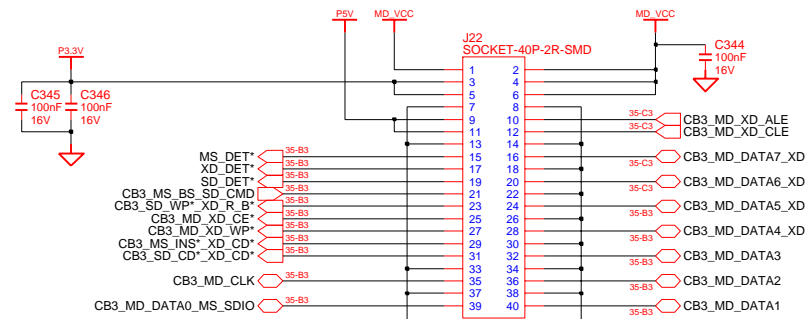 P5V MD_VCC MD_VCC
J22
SOCKET-40P-2R-SMD
P3.3V
C344
100nF
16V
C345
100nF
16V
C346
100nF
16V
1 2
3 4
5 6
7 8
9 10 35-C3 CB3_MD_XD_ALE
11 12 35-C3 CB3_MD_XD_CLE
13 14
MS_DET* 35-B3 15 16 35-C3 CB3_MD_DATA7_XD
XD_DET* 35-B3 17 18
SD_DET* 35-B3 19 20 35-C3 CB3_MD_DATA6_XD
CB3_MS_BS_SD_CMD 35-B3 21 22
CB3_SD_WP*_XD_R_B* 35-B3 23 24 35-B3 CB3_MD_DATA5_XD
CB3_MD_XD_CE* 35-B3 25 26
CB3_MD_XD_WP* 35-B3 27 28 35-B3 CB3_MD_DATA4_XD
CB3_MS_INS*_XD_CD* 35-B3 29 30
CB3_SD_CD*_XD_CD* 35-B3 31 32 35-B3 CB3_MD_DATA3
33 34
CB3_MD_CLK 35-B3 35 36 35-B3 CB3_MD_DATA2
37 38
CB3_MD_DATA0_MS_SDIO 35-B3 39 40 35-B3 CB3_MD_DATA1